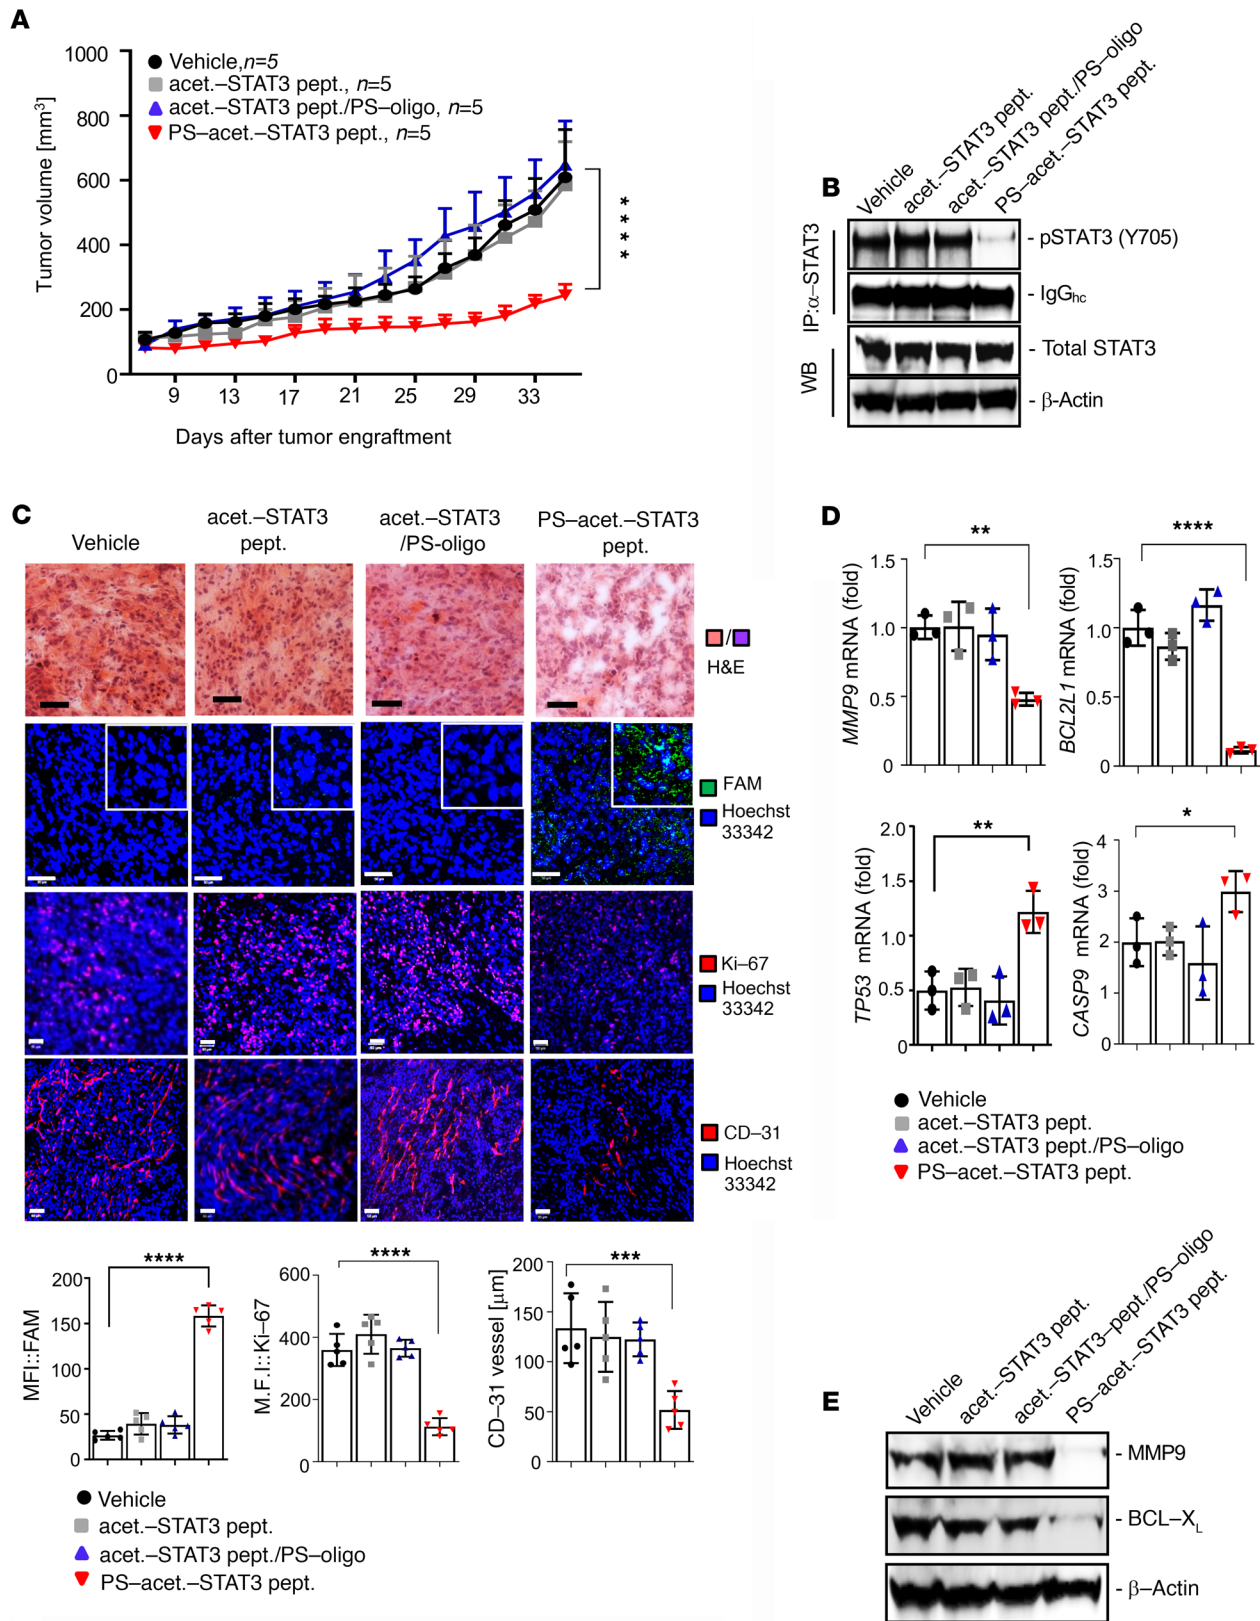 A
Tumor volume [mm³]
1000
800
600
400
200
0
Vehicle,n=5
acet.–STAT3 pept., n=5
acet.–STAT3 pept./PS–oligo, n=5
PS–acet.–STAT3 pept., n=5
****
9 13 17 21 25 29 33
Days after tumor engraftment
B
Vehicle
acet.–STAT3 pept.
acet.–STAT3 pept./PS–oligo
PS–acet.–STAT3 pept.
IP:α–STAT3
WB
- pSTAT3 (Y705)
- IgGhc
- Total STAT3
- β-Actin
C
Vehicle
acet.–STAT3
pept.
acet.–STAT3
/PS-oligo
PS–acet.–STAT3
pept.
/
H&E
FAM
Hoechst
33342
Ki–67
Hoechst
33342
CD–31
Hoechst
33342
MFI::FAM
200
150
100
50
0
****
M.F.I::Ki–67
600
400
200
0
****
CD–31 vessel [μm]
200
150
100
50
0
***
Vehicle
acet.–STAT3 pept.
acet.–STAT3 pept./PS–oligo
PS–acet.–STAT3 pept.
D
MMP9 mRNA (fold)
1.5
1.0
0.5
0
**
BCL2L1 mRNA (fold)
1.5
1.0
0.5
0
****
TP53 mRNA (fold)
2.0
1.5
1.0
0.5
0
**
CASP9 mRNA (fold)
4
3
2
1
0
*
Vehicle
acet.–STAT3 pept.
acet.–STAT3 pept./PS–oligo
PS–acet.–STAT3 pept.
E
Vehicle
acet.–STAT3 pept.
acet.–STAT3–pept./PS–oligo
PS–acet.–STAT3 pept.
- MMP9
- BCL–XL
- β–Actin